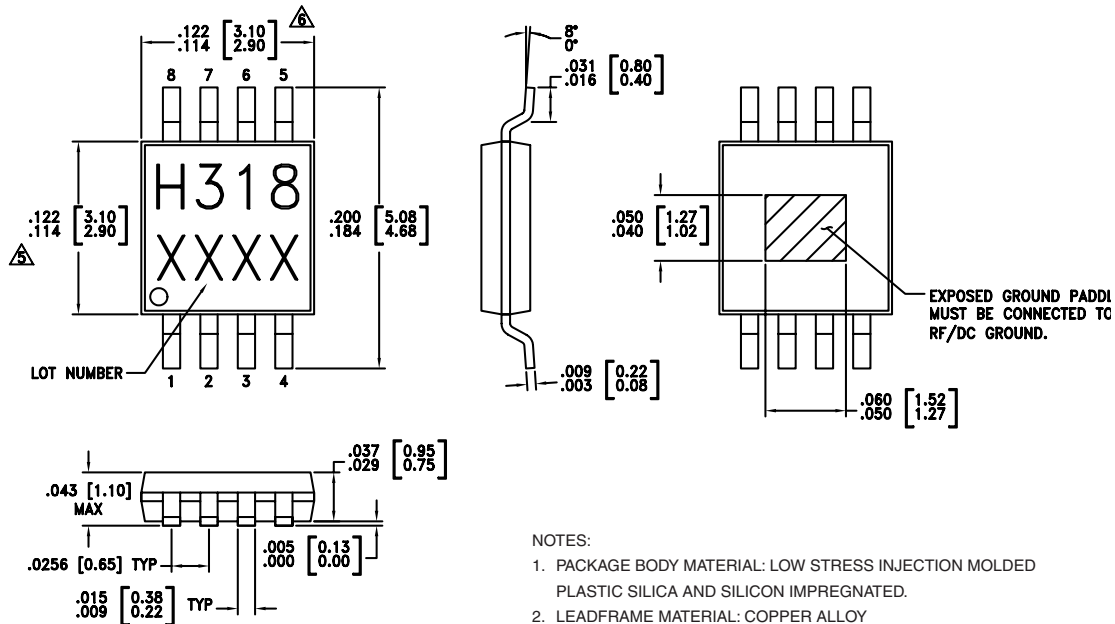 .122 [3.10]
.114 [2.90]
6
8 7 6 5
H318
XXXX
.122 [3.10]
.114 [2.90]
5
.200 [5.08]
.184 [4.68]
LOT NUMBER
1 2 3 4
8°
0°
.031 [0.80]
.016 [0.40]
.009 [0.22]
.003 [0.08]
.050 [1.27]
.040 [1.02]
EXPOSED GROUND PADDL
MUST BE CONNECTED TO
RF/DC GROUND.
.060 [1.52]
.050 [1.27]
.043 [1.10]
MAX
.037 [0.95]
.029 [0.75]
.0256 [0.65] TYP
.005 [0.13]
.000 [0.00]
.015 [0.38]
.009 [0.22] TYP
NOTES:
1. PACKAGE BODY MATERIAL: LOW STRESS INJECTION MOLDED
PLASTIC SILICA AND SILICON IMPREGNATED.
2. LEADFRAME MATERIAL: COPPER ALLOY